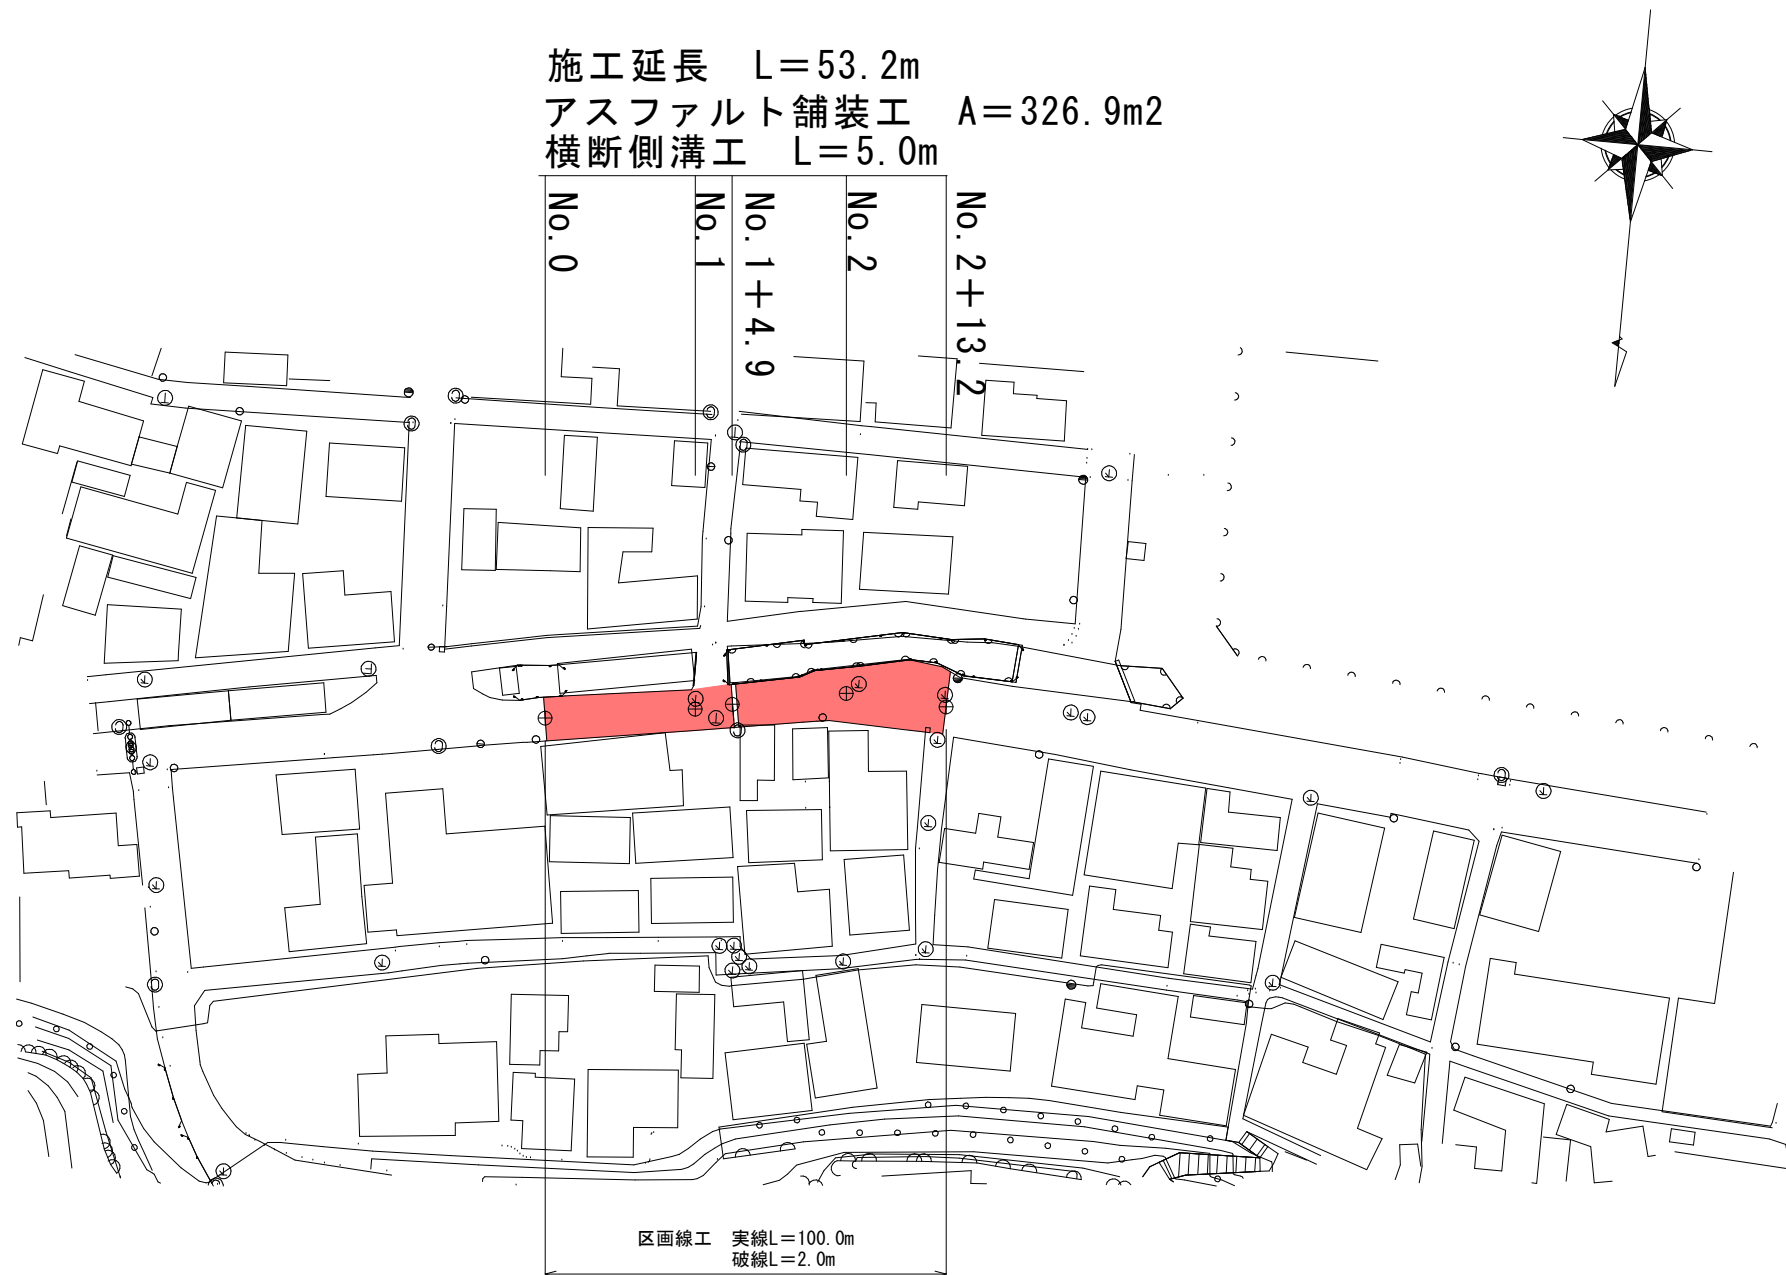 施工延長　L＝53.2m
アスファルト舗装工　A＝326.9m2
横断側溝工　L＝5.0m
No.0
No.1
No.1＋4.9
No.2
No.2＋13.2
区画線工　実線L＝100.0m
破線L＝2.0m